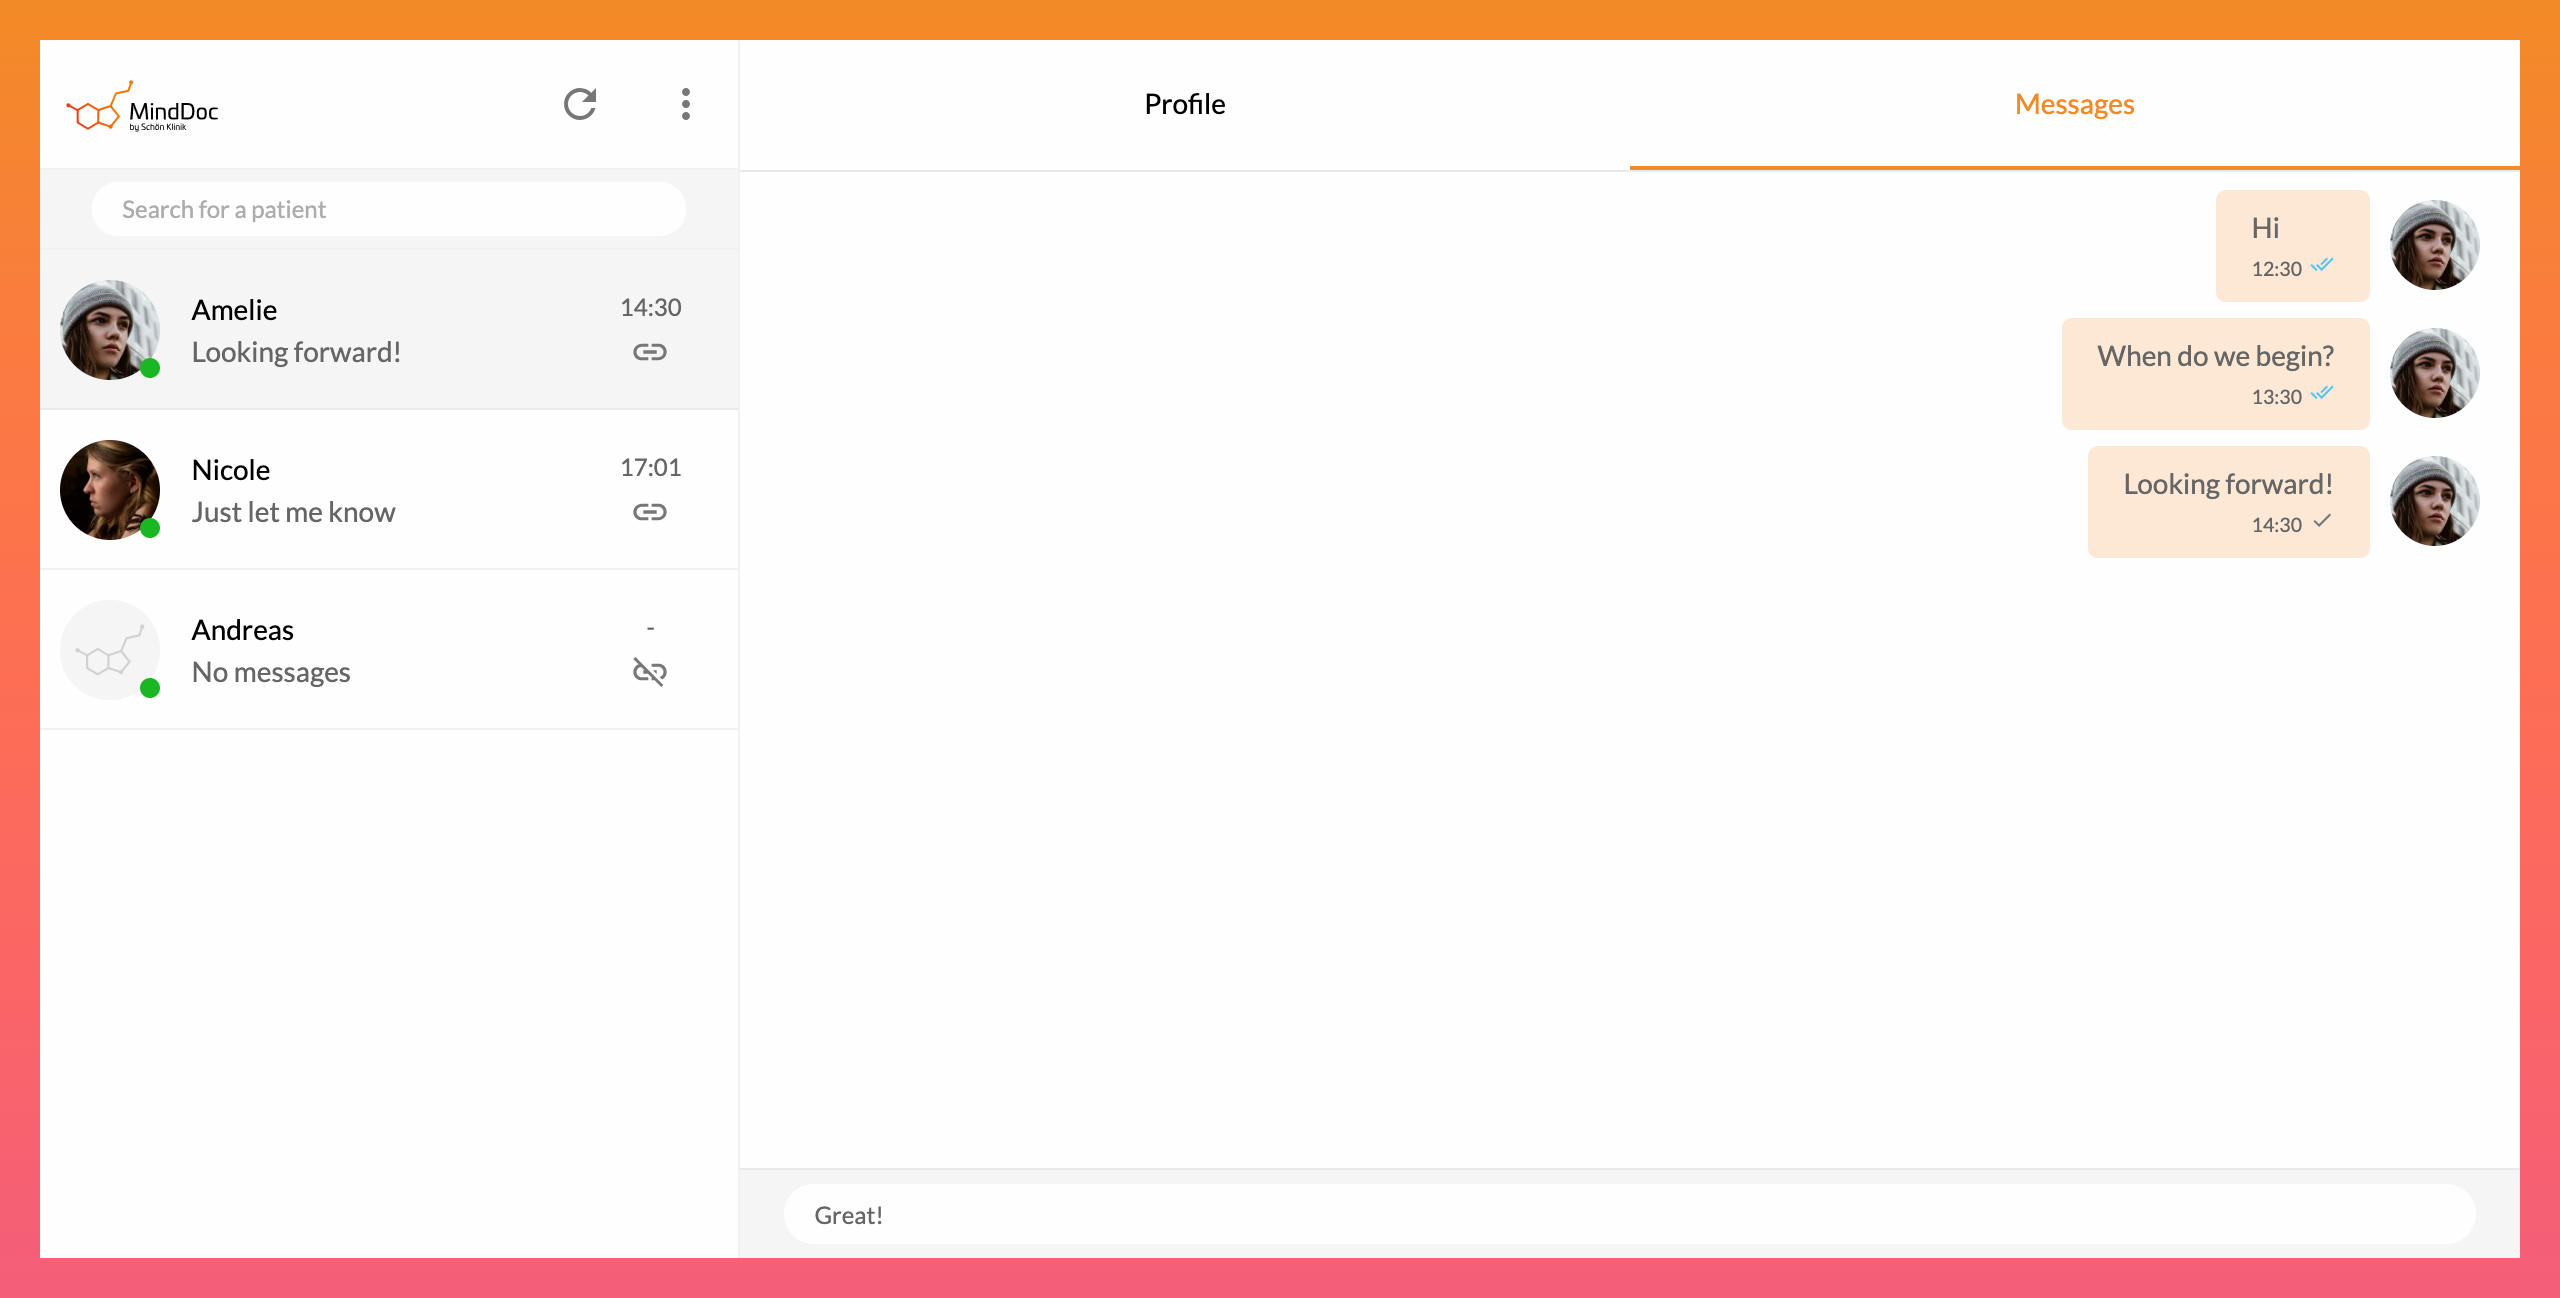 MindDoc
by Schön Klinik
Search for a patient
Amelie
14:30
Looking forward!
Nicole
17:01
Just let me know
Andreas
-
No messages
Profile
Messages
Hi
12:30
When do we begin?
13:30
Looking forward!
14:30
Great!